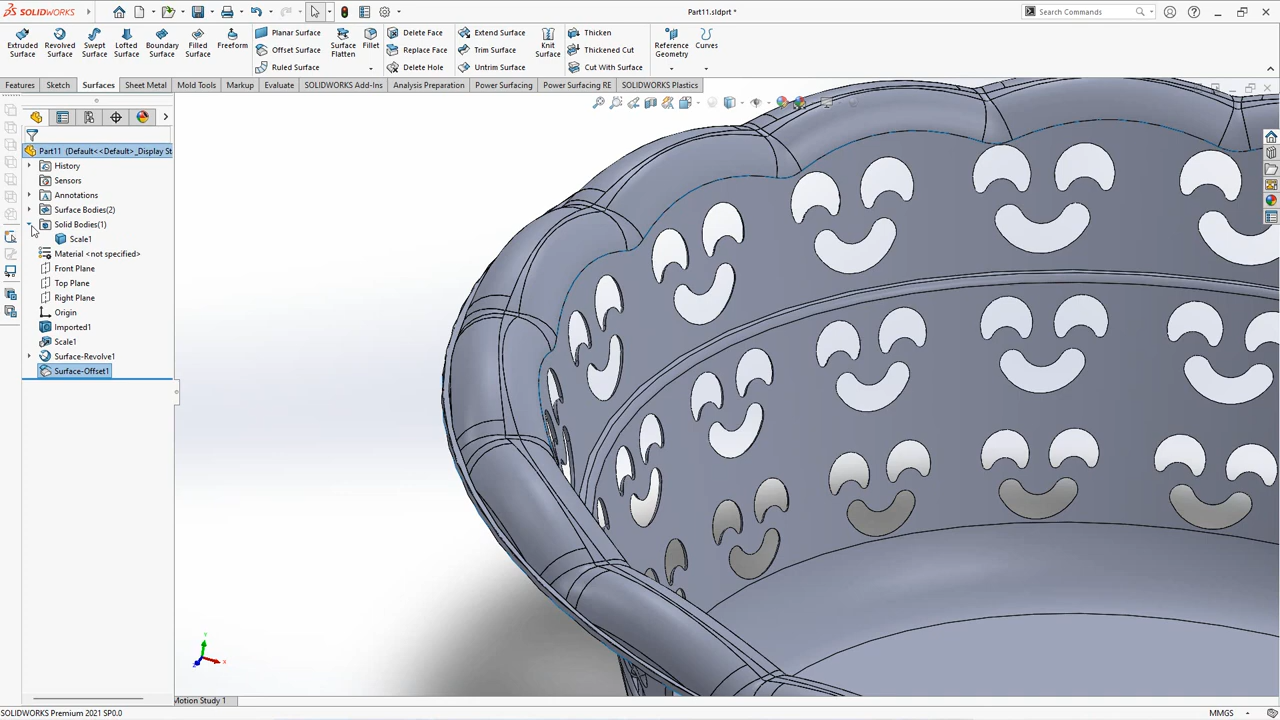 SOLIDWORKS
Part11.sldprt *
Search Commands
Extruded Surface
Revolved Surface
Swept Surface
Lofted Surface
Boundary Surface
Filled Surface
Freeform
Planar Surface
Offset Surface
Ruled Surface
Surface Flatten
Fillet
Delete Face
Replace Face
Delete Hole
Extend Surface
Trim Surface
Untrim Surface
Knit Surface
Thicken
Thickened Cut
Cut With Surface
Reference Geometry
Curves
Features
Sketch
Surfaces
Sheet Metal
Mold Tools
Markup
Evaluate
SOLIDWORKS Add-Ins
Analysis Preparation
Power Surfacing
Power Surfacing RE
SOLIDWORKS Plastics
Part11 (Default<<Default>_Display St
History
Sensors
Annotations
Surface Bodies(2)
Solid Bodies(1)
Scale1
Material <not specified>
Front Plane
Top Plane
Right Plane
Origin
Imported1
Scale1
Surface-Revolve1
Surface-Offset1
Y
X
Z
Motion Study 1
SOLIDWORKS Premium 2021 SP0.0
MMGS